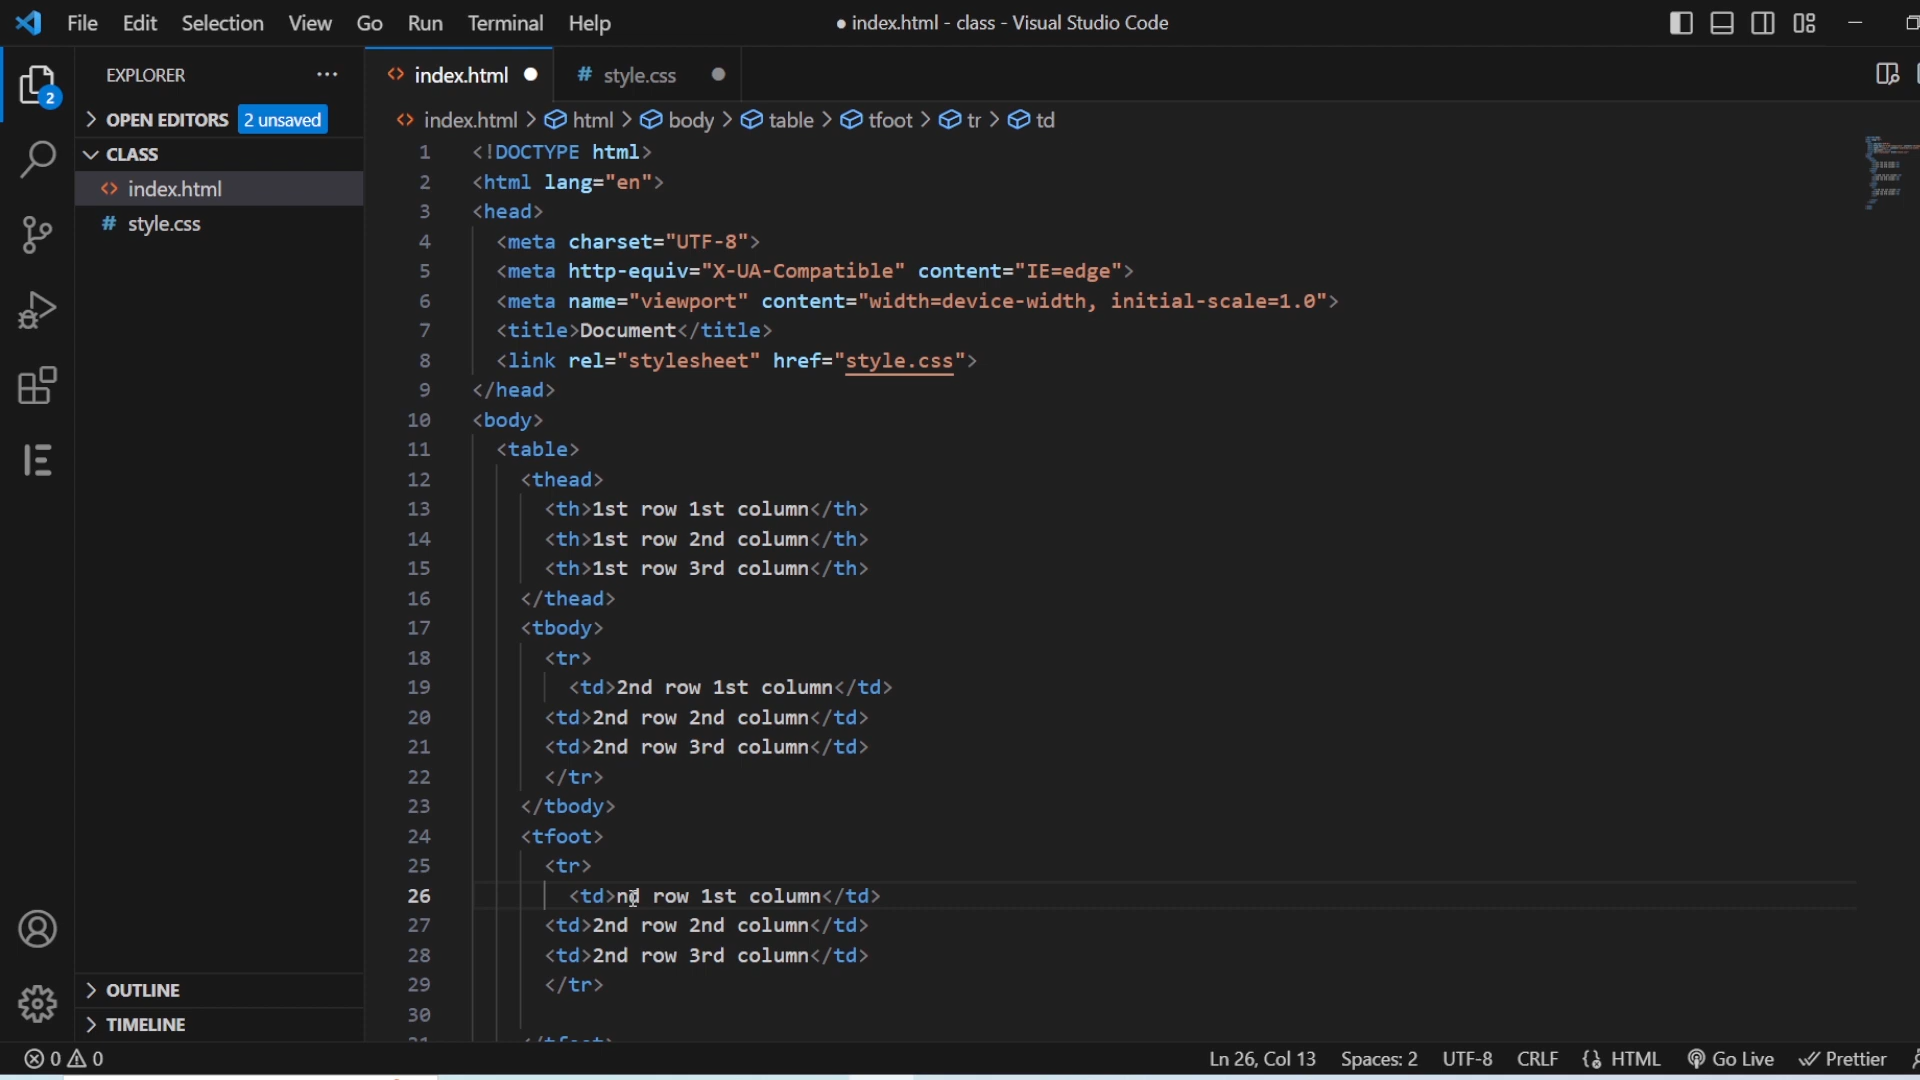 File Edit Selection View Go Run Terminal Help ● index.html - class - Visual Studio Code
EXPLORER ···
OPEN EDITORS 2 unsaved
CLASS
index.html
# style.css
OUTLINE
TIMELINE
2
<> index.html ● # style.css ●
<> index.html > html > body > table > tfoot > tr > td
1 <!DOCTYPE html>
2 <html lang="en">
3 <head>
4 <meta charset="UTF-8">
5 <meta http-equiv="X-UA-Compatible" content="IE=edge">
6 <meta name="viewport" content="width=device-width, initial-scale=1.0">
7 <title>Document</title>
8 <link rel="stylesheet" href="style.css">
9 </head>
10 <body>
11 <table>
12 <thead>
13 <th>1st row 1st column</th>
14 <th>1st row 2nd column</th>
15 <th>1st row 3rd column</th>
16 </thead>
17 <tbody>
18 <tr>
19 <td>2nd row 1st column</td>
20 <td>2nd row 2nd column</td>
21 <td>2nd row 3rd column</td>
22 </tr>
23 </tbody>
24 <tfoot>
25 <tr>
26 <td>nd row 1st column</td>
27 <td>2nd row 2nd column</td>
28 <td>2nd row 3rd column</td>
29 </tr>
30
0 0 Ln 26, Col 13 Spaces: 2 UTF-8 CRLF HTML Go Live Prettier